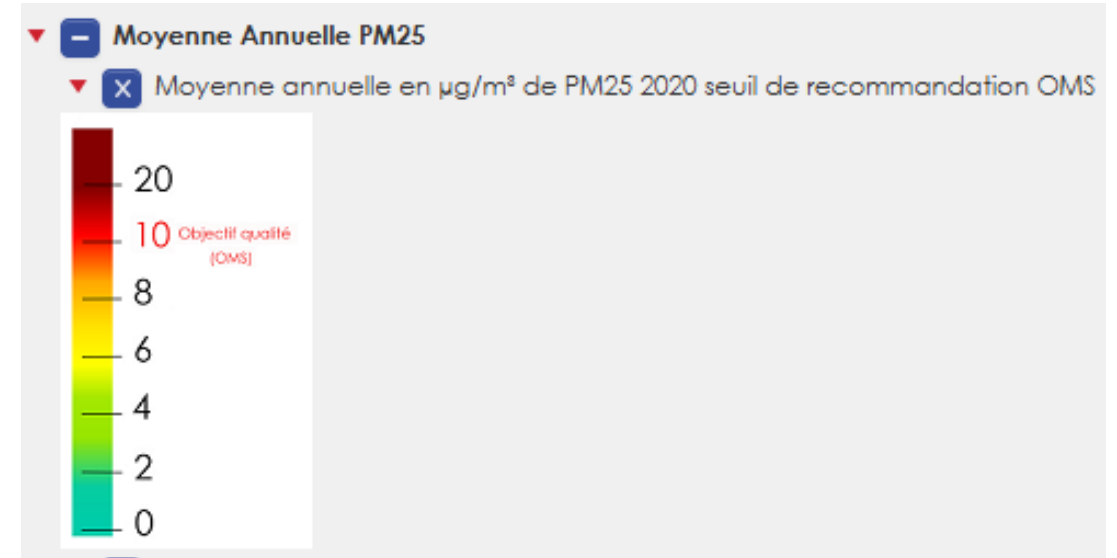 Moyenne Annuelle PM25
Moyenne annuelle en µg/m³ de PM25 2020 seuil de recommandation OMS
20
10 Objectif qualité
(OMS)
8
6
4
2
0